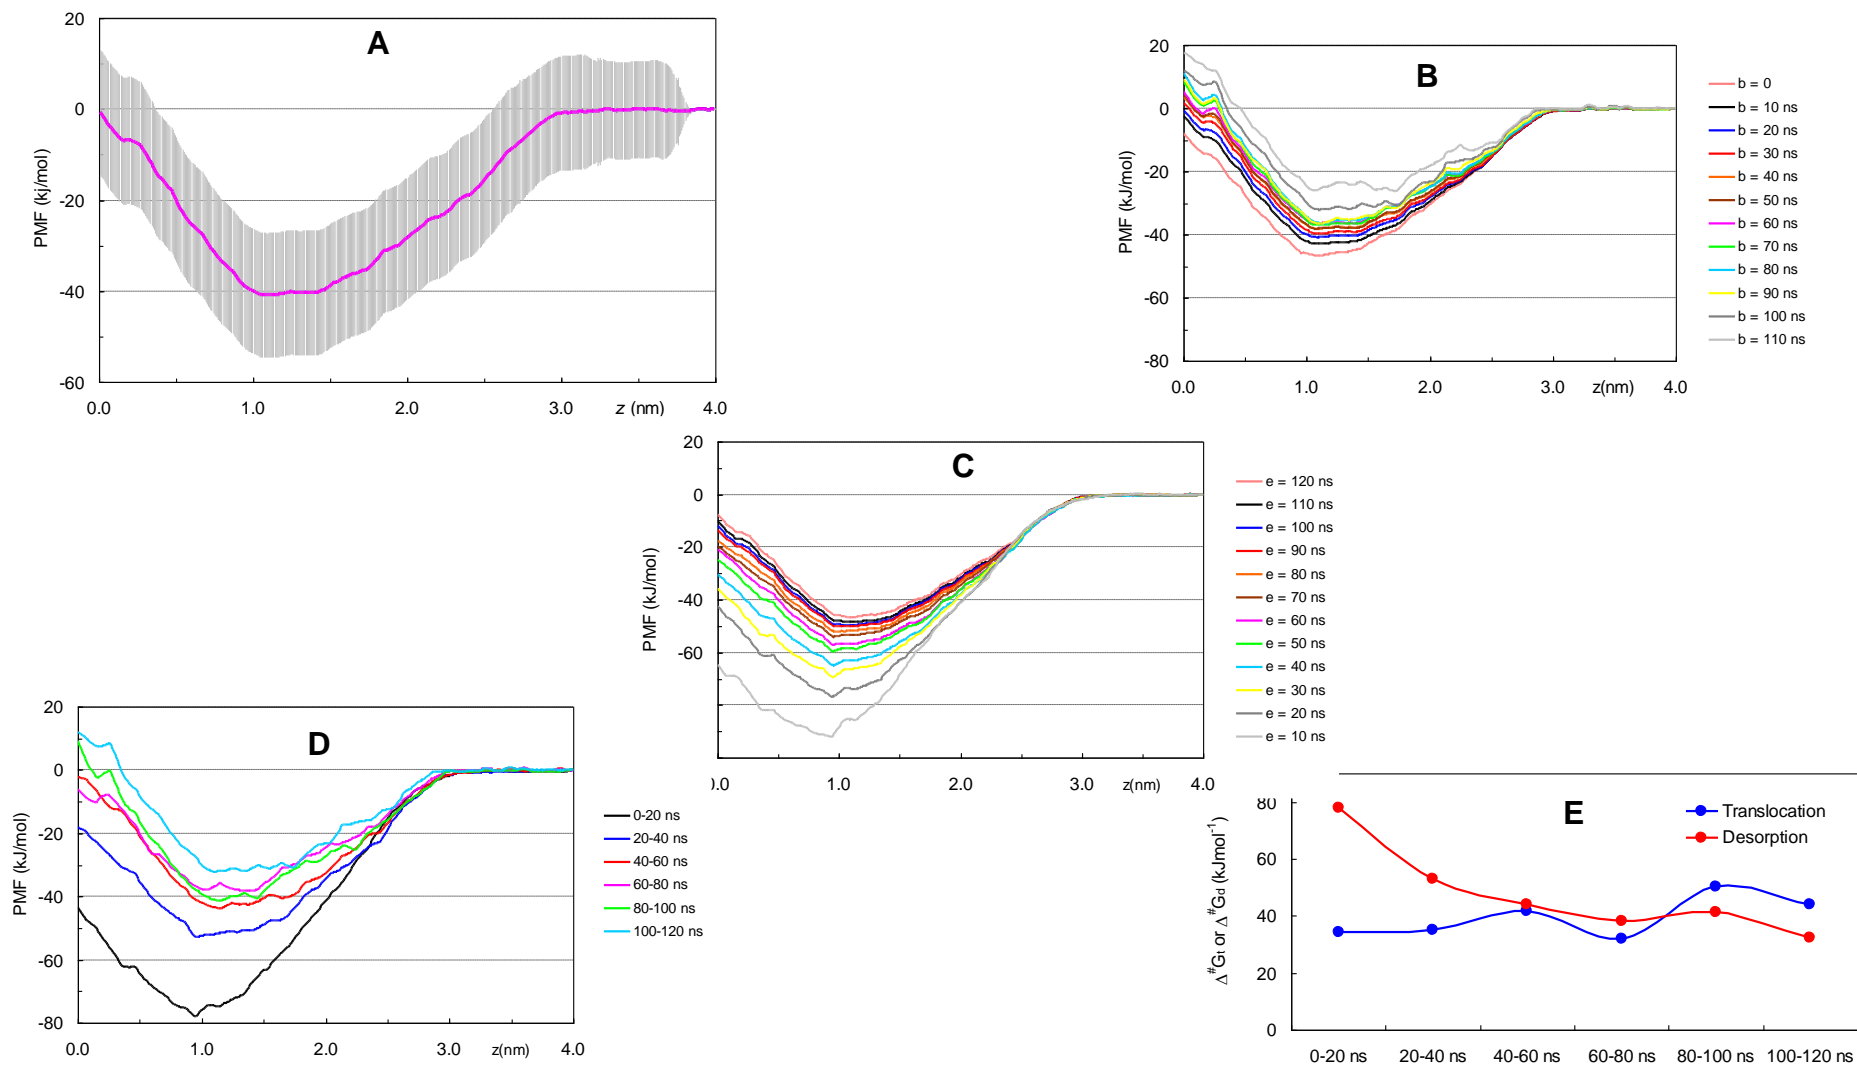 A
20
0
-20
-40
-60
PMF (kj/mol)
0.0
1.0
2.0
3.0
z (nm)
4.0
B
20
0
-20
-40
-60
-80
PMF (kJ/mol)
0.0
1.0
2.0
3.0
z(nm)
4.0
b = 0
b = 10 ns
b = 20 ns
b = 30 ns
b = 40 ns
b = 50 ns
b = 60 ns
b = 70 ns
b = 80 ns
b = 90 ns
b = 100 ns
b = 110 ns
C
20
0
-20
-40
-60
PMF (kJ/mol)
).0
1.0
2.0
3.0
z(nm)
4.0
e = 120 ns
e = 110 ns
e = 100 ns
e = 90 ns
e = 80 ns
e = 70 ns
e = 60 ns
e = 50 ns
e = 40 ns
e = 30 ns
e = 20 ns
e = 10 ns
D
20
0
-20
-40
-60
-80
PMF (kJ/mol)
0.0
1.0
2.0
z(nm)
3.0
4.0
0-20 ns
20-40 ns
40-60 ns
60-80 ns
80-100 ns
100-120 ns
E
80
60
40
20
0
Δ#Gt or Δ#Gd (kJmol-1)
Translocation
Desorption
0-20 ns
20-40 ns
40-60 ns
60-80 ns
80-100 ns
100-120 ns